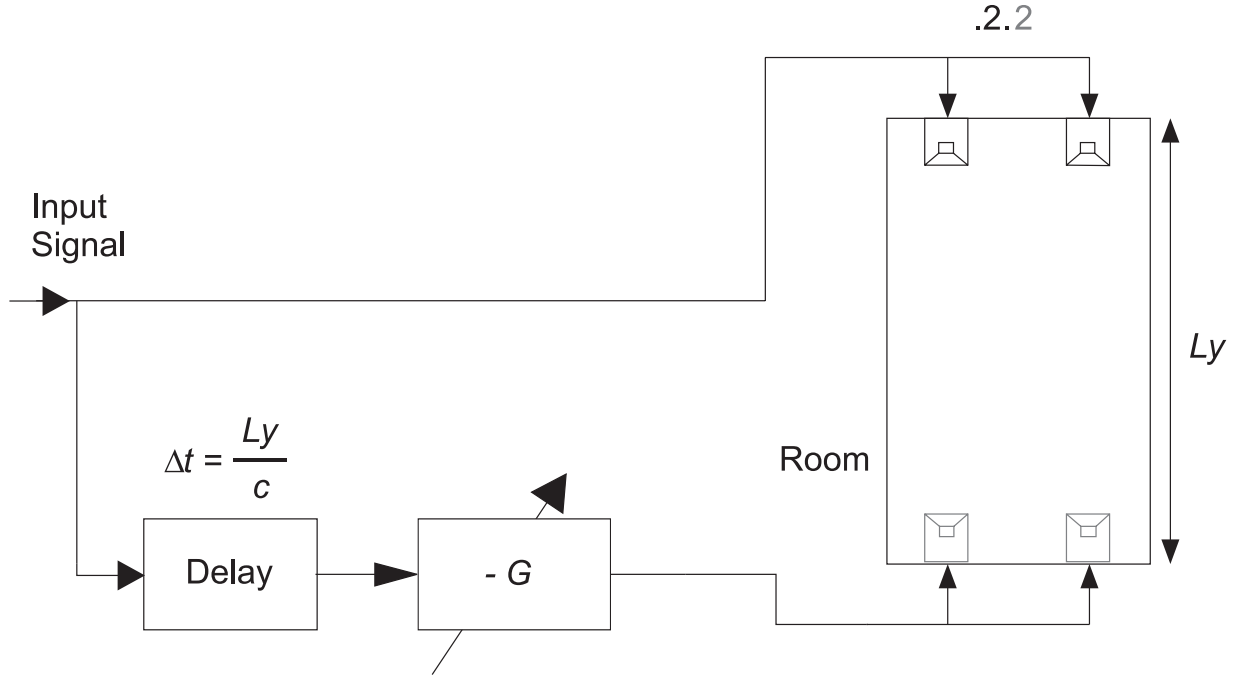 .2.2
Input
Signal
Ly
Δt = Ly / c
Room
Delay
- G